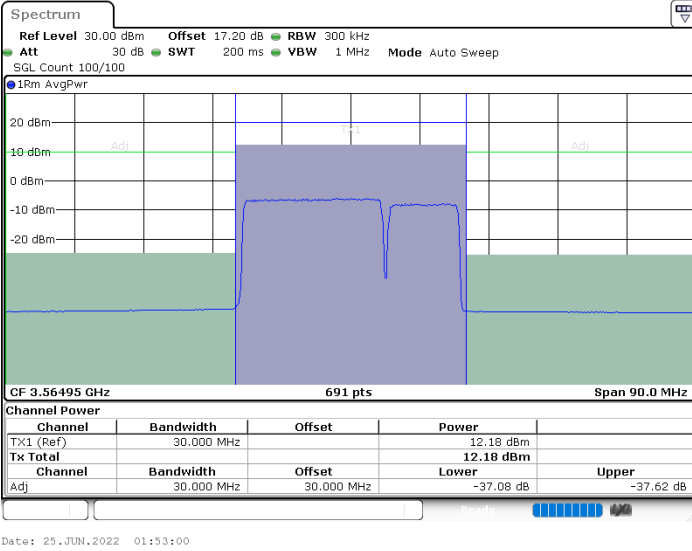 Spectrum
Ref Level 30.00 dBm Offset 17.20 dB RBW 300 kHz
Att 30 dB SWT 200 ms VBW 1 MHz Mode Auto Sweep
SGL Count 100/100
1Rm AvgPwr
20 dBm
TX1
Adj Adj
10 dBm
0 dBm
-10 dBm
-20 dBm
CF 3.56495 GHz 691 pts Span 90.0 MHz
Channel Power
Channel Bandwidth Offset Power
TX1 (Ref) 30.000 MHz 12.18 dBm
Tx Total 12.18 dBm
Channel Bandwidth Offset Lower Upper
Adj 30.000 MHz 30.000 MHz -37.08 dB -37.62 dB
Ready
Date: 25.JUN.2022 01:53:00